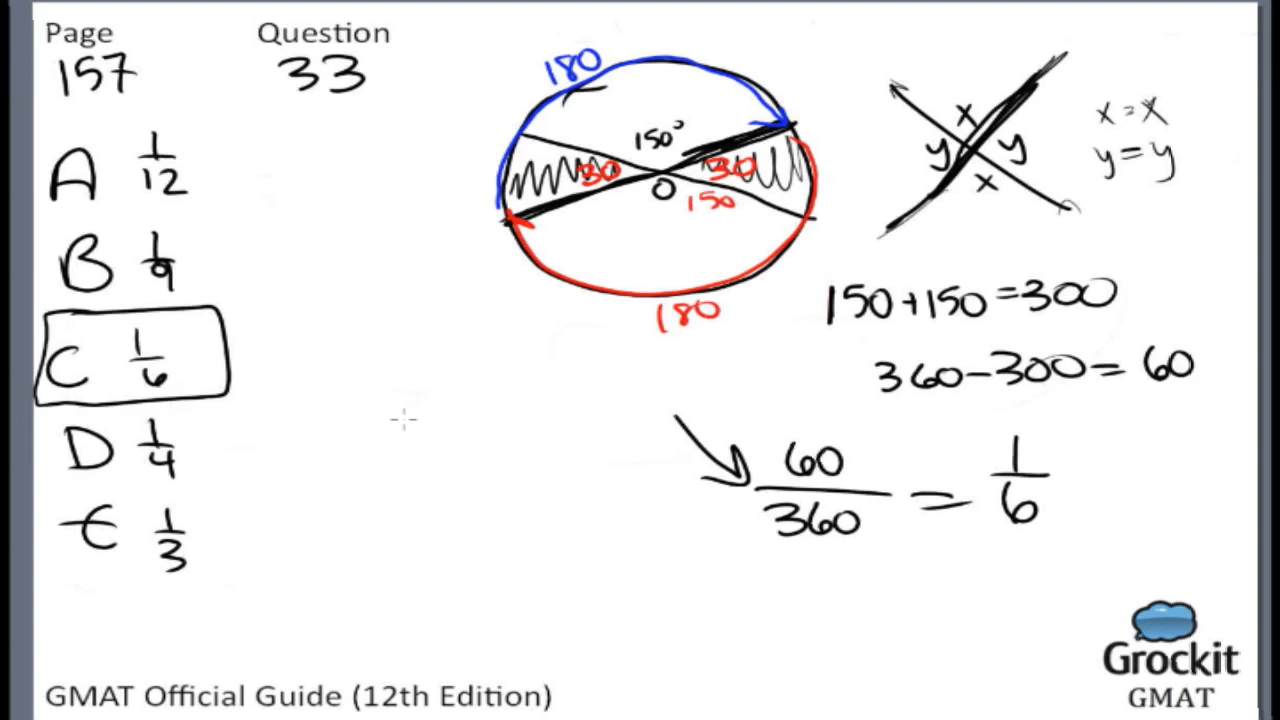 Page Question
157 33
A 1/12
B 1/9
C 1/6
D 1/4
E 1/3
180
150°
30 30
O 150
180
x
y y
x
x = x
y = y
150+150=300
360-300=60
60/360 = 1/6
Grockit
GMAT
GMAT Official Guide (12th Edition)